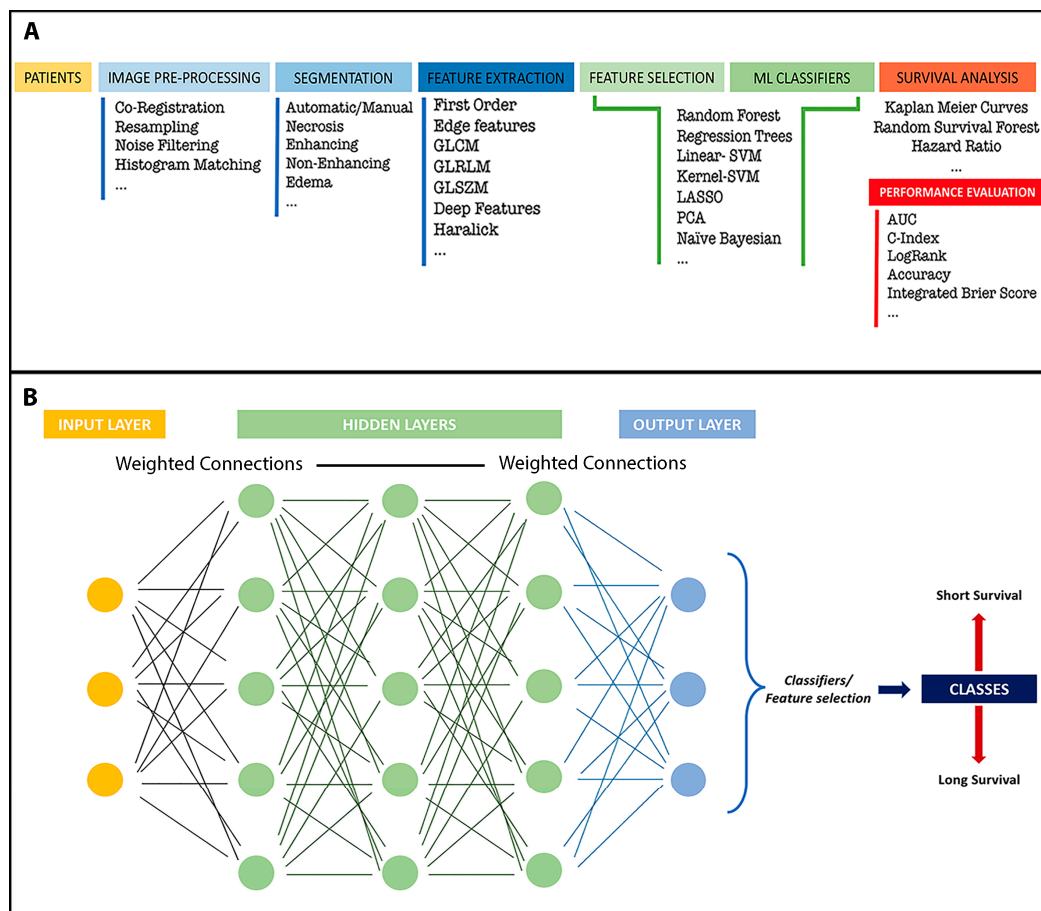 A
PATIENTS
IMAGE PRE-PROCESSING
SEGMENTATION
FEATURE EXTRACTION
FEATURE SELECTION
ML CLASSIFIERS
SURVIVAL ANALYSIS
Co-Registration
Resampling
Noise Filtering
Histogram Matching
...
Automatic/Manual
Necrosis
Enhancing
Non-Enhancing
Edema
...
First Order
Edge features
GLCM
GLRLM
GLSZM
Deep Features
Haralick
...
Random Forest
Regression Trees
Linear- SVM
Kernel-SVM
LASSO
PCA
Naïve Bayesian
...
Kaplan Meier Curves
Random Survival Forest
Hazard Ratio
...
PERFORMANCE EVALUATION
AUC
C-Index
LogRank
Accuracy
Integrated Brier Score
...
B
INPUT LAYER
HIDDEN LAYERS
OUTPUT LAYER
Weighted Connections
Weighted Connections
Classifiers/
Feature selection
Short Survival
CLASSES
Long Survival